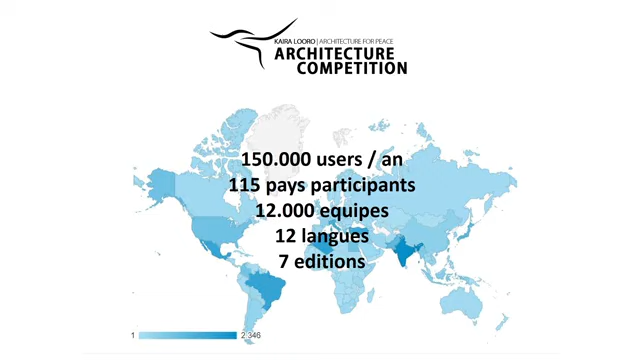 KAIRA LOORO | ARCHITECTURE FOR PEACE
ARCHITECTURE
COMPETITION
150.000 users / an
115 pays participants
12.000 equipes
12 langues
7 editions
1 2.346